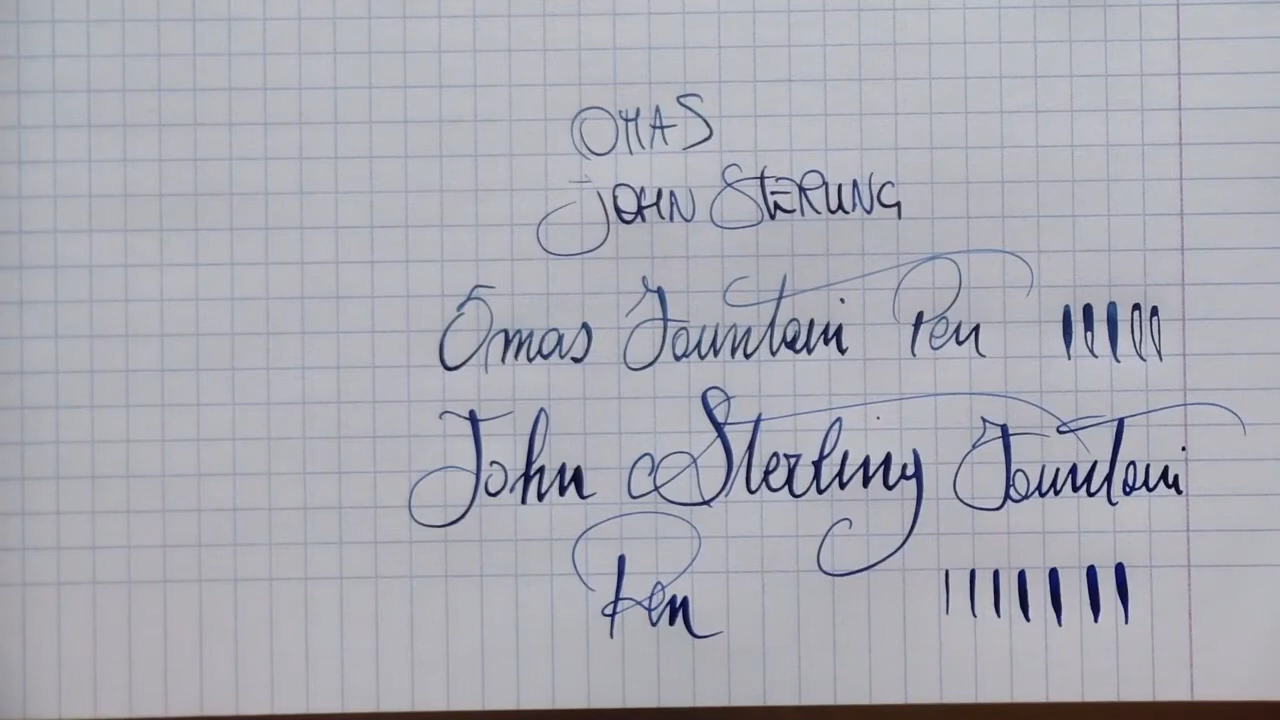 OMAS
JOHN STERLING
Omas Fountain Pen
John Sterling Fountain
Pen